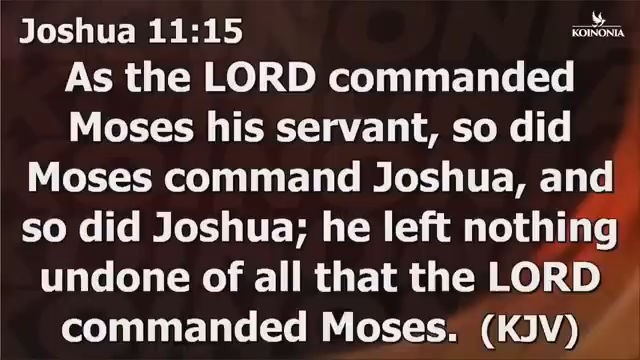 Joshua 11:15
KOINONIA
As the LORD commanded
Moses his servant, so did
Moses command Joshua, and
so did Joshua; he left nothing
undone of all that the LORD
commanded Moses. (KJV)